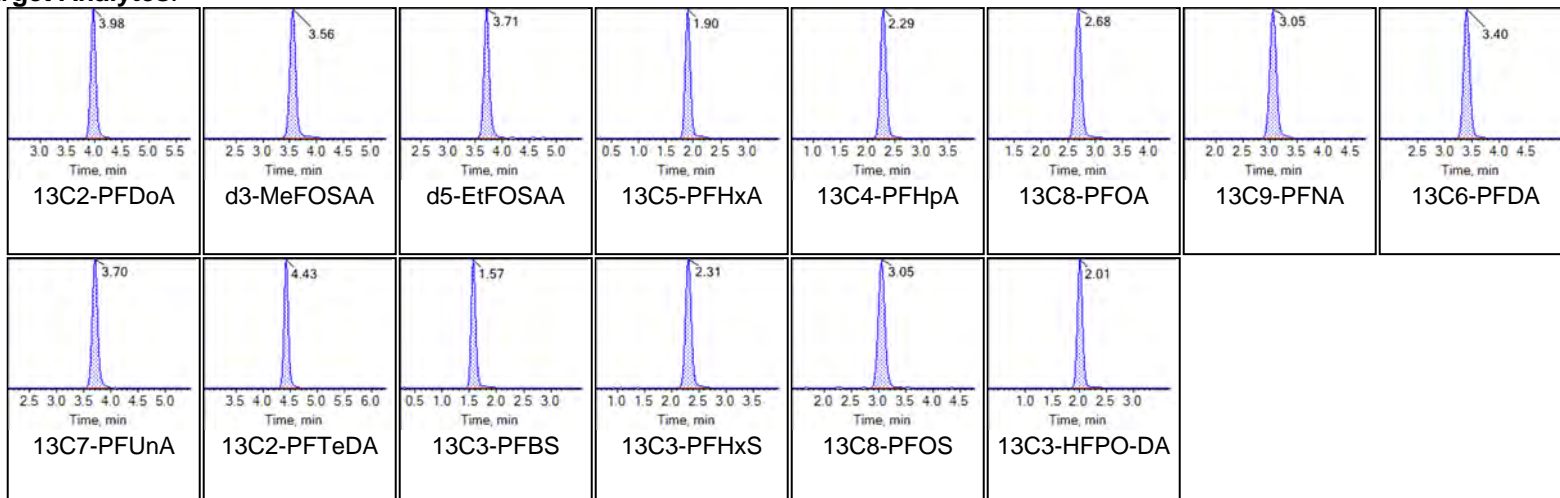 rget Analytes:
3.98
3.0 3.5 4.0 4.5 5.0 5.5
Time, min
13C2-PFDoA
3.56
2.5 3.0 3.5 4.0 4.5 5.0
Time, min
d3-MeFOSAA
3.71
2.5 3.0 3.5 4.0 4.5 5.0
Time, min
d5-EtFOSAA
1.90
0.5 1.0 1.5 2.0 2.5 3.0
Time, min
13C5-PFHxA
2.29
1.0 1.5 2.0 2.5 3.0 3.5
Time, min
13C4-PFHpA
2.68
1.5 2.0 2.5 3.0 3.5 4.0
Time, min
13C8-PFOA
3.05
2.0 2.5 3.0 3.5 4.0 4.5
Time, min
13C9-PFNA
3.40
2.5 3.0 3.5 4.0 4.5
Time, min
13C6-PFDA
3.70
2.5 3.0 3.5 4.0 4.5 5.0
Time, min
13C7-PFUnA
4.43
3.5 4.0 4.5 5.0 5.5 6.0
Time, min
13C2-PFTeDA
1.57
0.5 1.0 1.5 2.0 2.5 3.0
Time, min
13C3-PFBS
2.31
1.0 1.5 2.0 2.5 3.0 3.5
Time, min
13C3-PFHxS
3.05
2.0 2.5 3.0 3.5 4.0 4.5
Time, min
13C8-PFOS
2.01
1.0 1.5 2.0 2.5 3.0
Time, min
13C3-HFPO-DA